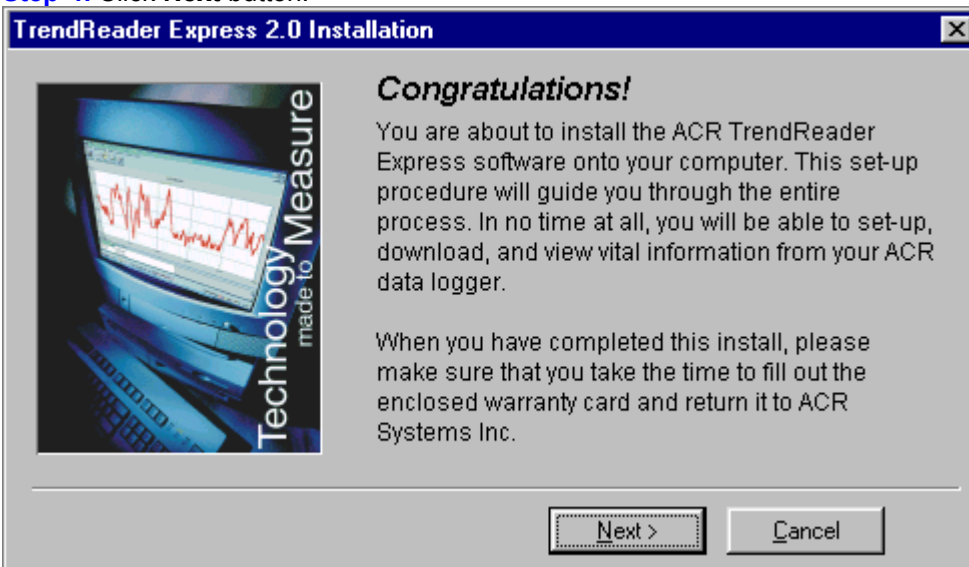 Click Next button.
TrendReader Express 2.0 Installation
Technology
made to Measure
Congratulations!
You are about to install the ACR TrendReader
Express software onto your computer. This set-up
procedure will guide you through the entire
process. In no time at all, you will be able to set-up,
download, and view vital information from your ACR
data logger.
When you have completed this install, please
make sure that you take the time to fill out the
enclosed warranty card and return it to ACR
Systems Inc.
Next >
Cancel